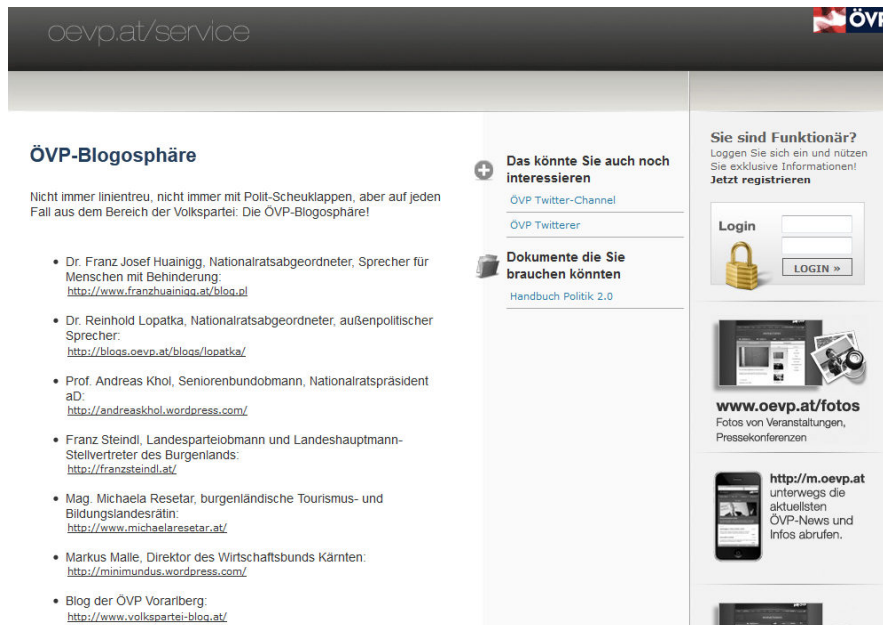 oevp.at/service
ÖVP
ÖVP-Blogosphäre
Nicht immer linientreu, nicht immer mit Polit-Scheuklappen, aber auf jeden
Fall aus dem Bereich der Volkspartei: Die ÖVP-Blogosphäre!
• Dr. Franz Josef Huainigg, Nationalratsabgeordneter, Sprecher für
Menschen mit Behinderung:
http://www.franzhuainigg.at/blog.pl
• Dr. Reinhold Lopatka, Nationalratsabgeordneter, außenpolitischer
Sprecher:
http://blogs.oevp.at/blogs/lopatka/
• Prof. Andreas Khol, Seniorenbundobmann, Nationalratspräsident
aD:
http://andreaskhol.wordpress.com/
• Franz Steindl, Landesparteiobmann und Landeshauptmann-
Stellvertreter des Burgenlands:
http://franzsteindl.at/
• Mag. Michaela Resetar, burgenländische Tourismus- und
Bildungslandesrätin:
http://www.michaelaresetar.at/
• Markus Malle, Direktor des Wirtschaftsbunds Kärnten:
http://minimundus.wordpress.com/
• Blog der ÖVP Vorarlberg:
http://www.volkspartei-blog.at/
Das könnte Sie auch noch
interessieren
ÖVP Twitter-Channel
ÖVP Twitterer
Dokumente die Sie
brauchen könnten
Handbuch Politik 2.0
Sie sind Funktionär?
Loggen Sie sich ein und nützen
Sie exklusive Informationen!
Jetzt registrieren
Login
LOGIN »
www.oevp.at/fotos
Fotos von Veranstaltungen,
Pressekonferenzen
http://m.oevp.at
unterwegs die
aktuellsten
ÖVP-News und
Infos abrufen.